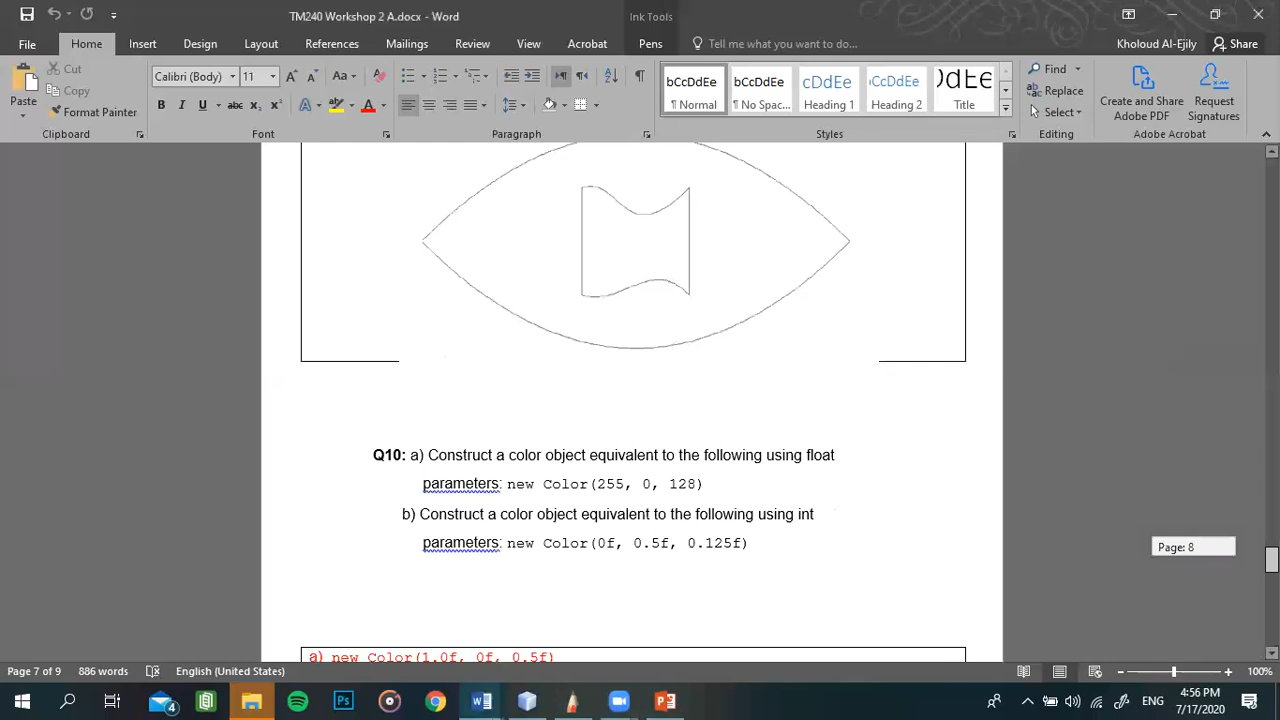 TM240 Workshop 2 A.docx - Word
Ink Tools
File Home Insert Design Layout References Mailings Review View Acrobat Pens Tell me what you want to do Kholoud Al-Ejily Share
Paste
Cut
Copy
Format Painter
Clipboard
Calibri (Body) 11
Font
Paragraph
bCcDdEe bCcDdEe cDdEe bCcDdEe DdEe
¶ Normal ¶ No Spac... Heading Heading 2 Title
Styles
Find
Replace
Select
Editing
Create and Share
Adobe PDF
Request
Signatures
Adobe Acrobat
Q10: a) Construct a color object equivalent to the following using float
parameters: new Color(255, 0, 128)
b) Construct a color object equivalent to the following using int
parameters: new Color(0f, 0.5f, 0.125f)
Page: 8
a) new Color(1.0f, 0f, 0.5f)
Page 7 of 9 886 words English (United States) 100%
4
ENG
4:56 PM
7/17/2020